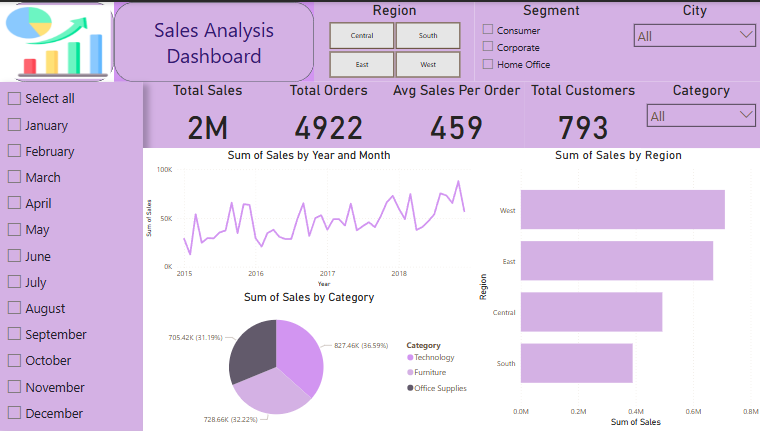 Sales Analysis
Dashboard
Region
Central
South
East
West
Segment
Consumer
Corporate
Home Office
City
All
Total Sales
2M
Total Orders
4922
Avg Sales Per Order
459
Total Customers
793
Category
All
Select all
January
February
March
April
May
June
July
August
September
October
November
December
Sum of Sales by Year and Month
100K
50K
0K
Sum of Sales
2015
2016
2017
2018
Year
Sum of Sales by Category
705.42K (31.19%)
827.46K (36.59%)
728.66K (32.22%)
Category
Technology
Furniture
Office Supplies
Sum of Sales by Region
Region
West
East
Central
South
0.0M
0.2M
0.4M
0.6M
0.8M
Sum of Sales